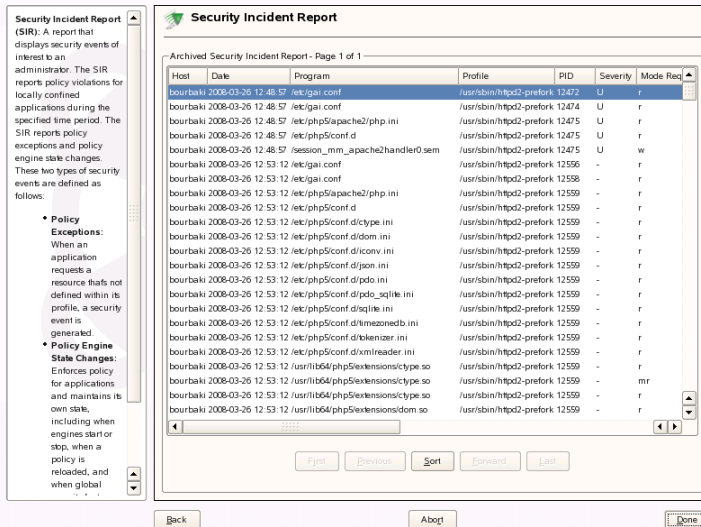 Security Incident Report
(SIR): A report that
displays security events of
interest to an
administrator. The SIR
reports policy violations for
locally confined
applications during the
specified time period. The
SIR reports policy
exceptions and policy
engine state changes.
These two types of security
events are defined as
follows:
• Policy
Exceptions:
When an
application
requests a
resource that's not
defined within its
profile, a security
event is
generated.
• Policy Engine
State Changes:
Enforces policy
for applications
and maintains its
own state,
including when
engines start or
stop, when a
policy is
reloaded, and
when global
Security Incident Report
Archived Security Incident Report - Page 1 of 1
Host Date Program Profile PID Severity Mode Req
bourbaki 2008-03-26 12:48:57 /etc/gai.conf /usr/sbin/httpd2-prefork 12472 U r
bourbaki 2008-03-26 12:48:57 /etc/gai.conf /usr/sbin/httpd2-prefork 12474 U r
bourbaki 2008-03-26 12:48:57 /etc/php5/apache2/php.ini /usr/sbin/httpd2-prefork 12475 U r
bourbaki 2008-03-26 12:48:57 /etc/php5/conf.d /usr/sbin/httpd2-prefork 12475 U r
bourbaki 2008-03-26 12:48:57 /session_mm_apache2handler0.sem /usr/sbin/httpd2-prefork 12475 U w
bourbaki 2008-03-26 12:53:12 /etc/gai.conf /usr/sbin/httpd2-prefork 12556 - r
bourbaki 2008-03-26 12:53:12 /etc/gai.conf /usr/sbin/httpd2-prefork 12558 - r
bourbaki 2008-03-26 12:53:12 /etc/php5/apache2/php.ini /usr/sbin/httpd2-prefork 12559 - r
bourbaki 2008-03-26 12:53:12 /etc/php5/conf.d /usr/sbin/httpd2-prefork 12559 - r
bourbaki 2008-03-26 12:53:12 /etc/php5/conf.d/ctype.ini /usr/sbin/httpd2-prefork 12559 - r
bourbaki 2008-03-26 12:53:12 /etc/php5/conf.d/dom.ini /usr/sbin/httpd2-prefork 12559 - r
bourbaki 2008-03-26 12:53:12 /etc/php5/conf.d/iconv.ini /usr/sbin/httpd2-prefork 12559 - r
bourbaki 2008-03-26 12:53:12 /etc/php5/conf.d/json.ini /usr/sbin/httpd2-prefork 12559 - r
bourbaki 2008-03-26 12:53:12 /etc/php5/conf.d/pdo.ini /usr/sbin/httpd2-prefork 12559 - r
bourbaki 2008-03-26 12:53:12 /etc/php5/conf.d/pdo_sqlite.ini /usr/sbin/httpd2-prefork 12559 - r
bourbaki 2008-03-26 12:53:12 /etc/php5/conf.d/sqlite.ini /usr/sbin/httpd2-prefork 12559 - r
bourbaki 2008-03-26 12:53:12 /etc/php5/conf.d/timezonedb.ini /usr/sbin/httpd2-prefork 12559 - r
bourbaki 2008-03-26 12:53:12 /etc/php5/conf.d/tokenizer.ini /usr/sbin/httpd2-prefork 12559 - r
bourbaki 2008-03-26 12:53:12 /etc/php5/conf.d/xmlreader.ini /usr/sbin/httpd2-prefork 12559 - r
bourbaki 2008-03-26 12:53:12 /usr/lib64/php5/extensions/ctype.so /usr/sbin/httpd2-prefork 12559 - r
bourbaki 2008-03-26 12:53:12 /usr/lib64/php5/extensions/ctype.so /usr/sbin/httpd2-prefork 12559 - mr
bourbaki 2008-03-26 12:53:12 /usr/lib64/php5/extensions/ctype.so /usr/sbin/httpd2-prefork 12559 - r
bourbaki 2008-03-26 12:53:12 /usr/lib64/php5/extensions/dom.so /usr/sbin/httpd2-prefork 12559 - r
First Previous Sort Forward Last
Back Abort Done